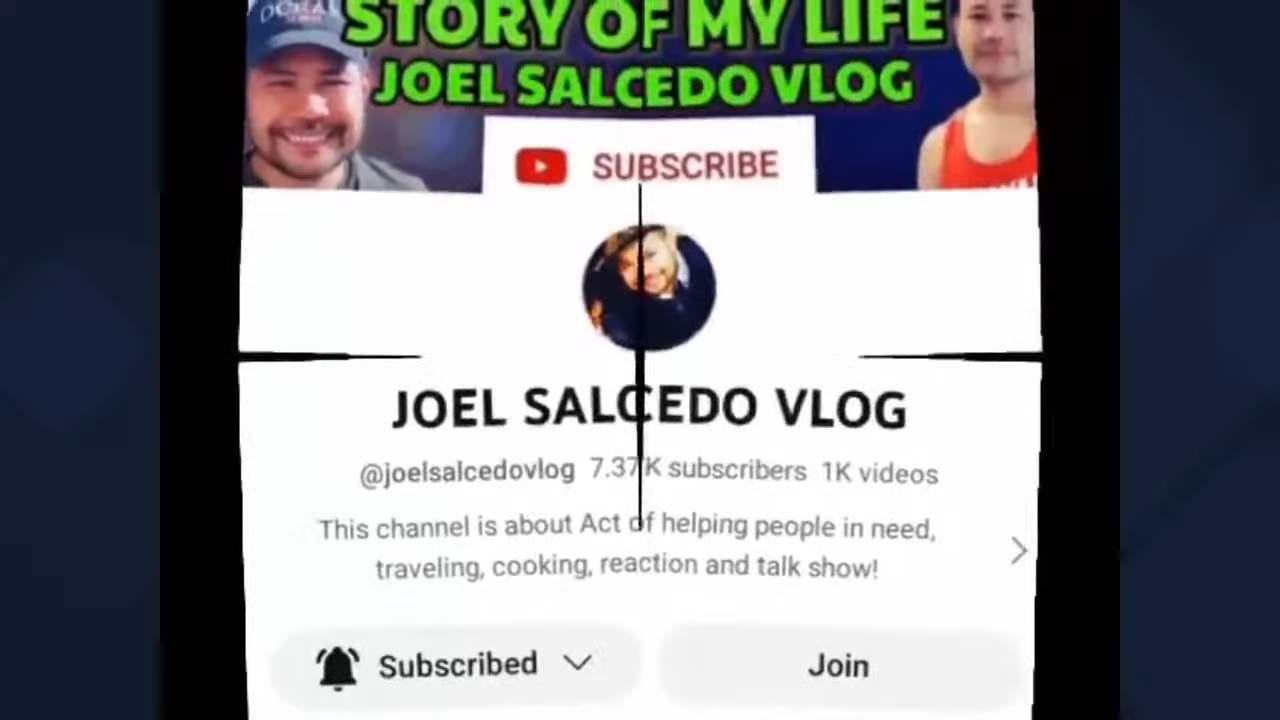 STORY OF MY LIFE
JOEL SALCEDO VLOG
SUBSCRIBE
JOEL SALCEDO VLOG
@joelsalcedovlog 7.37K subscribers 1K videos
This channel is about Act of helping people in need,
traveling, cooking, reaction and talk show!
Subscribed
Join